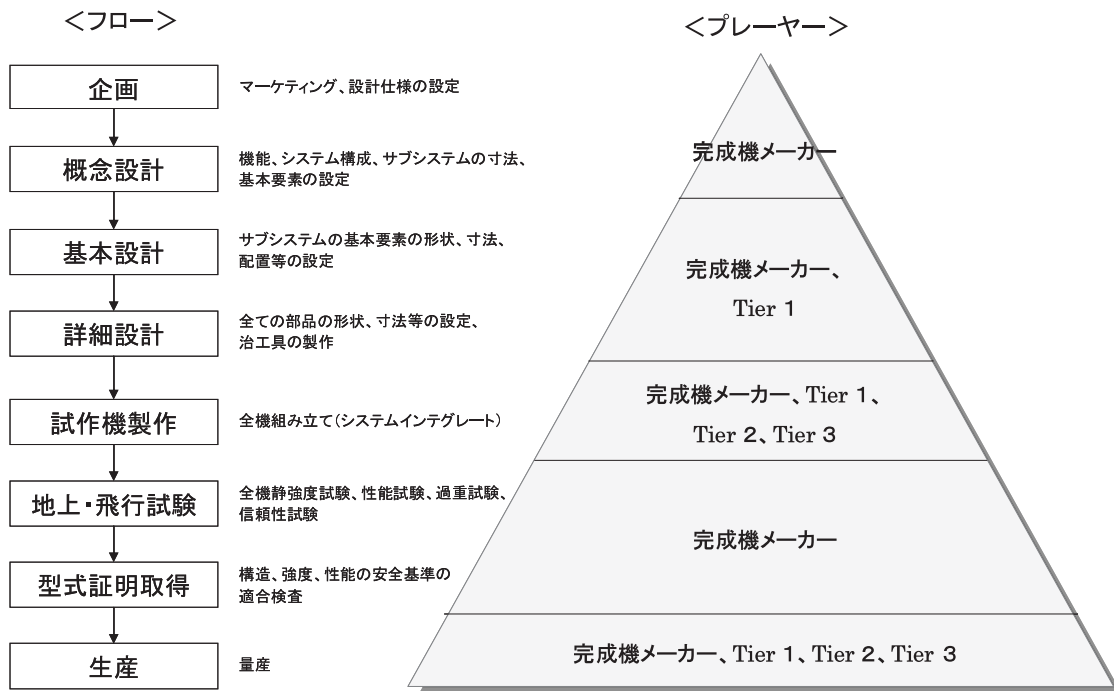 ＜フロー＞
＜プレーヤー＞
企画
マーケティング、設計仕様の設定
概念設計
機能、システム構成、サブシステムの寸法、
基本要素の設定
基本設計
サブシステムの基本要素の形状、寸法、
配置等の設定
詳細設計
全ての部品の形状、寸法等の設定、
治工具の製作
試作機製作
全機組み立て（システムインテグレート）
地上・飛行試験
全機静強度試験、性能試験、過重試験、
信頼性試験
型式証明取得
構造、強度、性能の安全基準の
適合検査
生産
量産
完成機メーカー
完成機メーカー、
Tier 1
完成機メーカー、Tier 1、
Tier 2、Tier 3
完成機メーカー
完成機メーカー、Tier 1、Tier 2、Tier 3